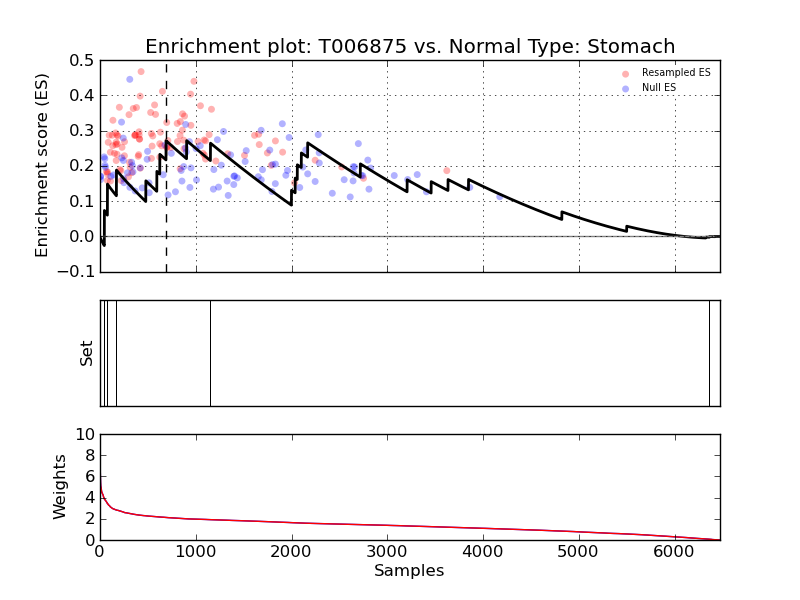 Enrichment plot: T006875 vs. Normal Type: Stomach
Enrichment score (ES)
0.5
0.4
0.3
0.2
0.1
0.0
−0.1
Resampled ES
Null ES
Set
Weights
10
8
6
4
2
0
0 1000 2000 3000 4000 5000 6000
Samples